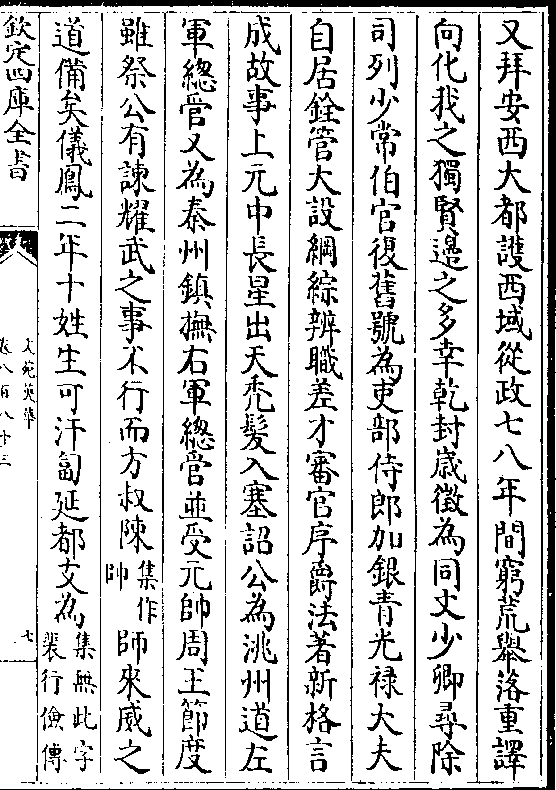 又拜安西大都護西域從政七八年間窮荒舉落重譯
向化我之獨賢邉之多幸乾封嵗徴為同文少卿尋除
司列少常伯官復舊號為吏部侍郎加銀青光禄大夫
自居銓管大設綱綜辨職差才審官序爵法著新格言
成故事上元中長星出天禿髮入塞詔公為洮州道左
軍總管又為秦州鎮撫右軍總管並受元帥周王節度
雖祭公有諫耀武之事不行而方叔陳集作帥師來威之
道備矣儀鳳二年十姓生可汗匐延都支為集無此字裴行儉傳
欽定四庫全書
文苑英華
卷八百八十三
七